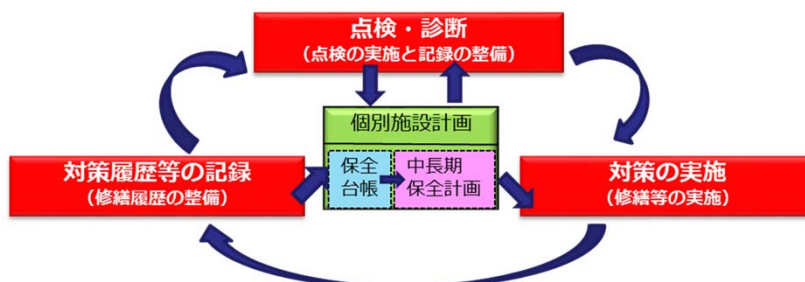 点検・診断
(点検の実施と記録の整備)
個別施設計画
保全
台帳
中長期
保全計画
対策履歴等の記録
(修繕履歴の整備)
対策の実施
(修繕等の実施)